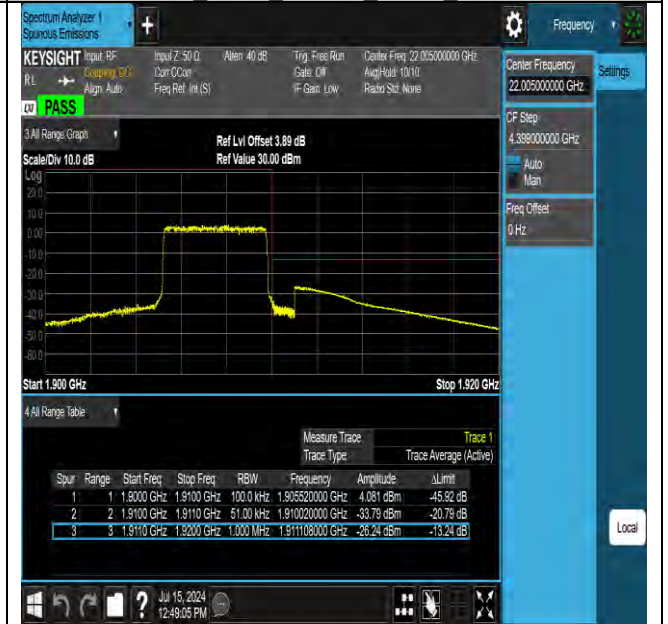 Spectrum Analyzer 1
Spurious Emissions
+
Frequency
KEYSIGHT Input: RF Input Z: 50 Ω Atten: 40 dB Trig: Free Run Center Freq: 22.005000000 GHz
RL Coupling: DC Corr CCorr Gate: Off Avg|Hold: 10/10
Align: Auto Freq Ref: Int (S) IF Gain: Low Radio Std: None
PASS
Center Frequency
22.005000000 GHz
Settings
CF Step
4.399000000 GHz
Auto
Man
Freq Offset
0 Hz
3 All Range Graph
Ref Lvl Offset 3.89 dB
Scale/Div 10.0 dB Ref Value 30.00 dBm
Log
20.0
10.0
0.00
-10.0
-20.0
-30.0
-40.0
-50.0
-60.0
Start 1.900 GHz Stop 1.920 GHz
4 All Range Table
Measure Trace Trace 1
Trace Type Trace Average (Active)
Spur Range Start Freq Stop Freq RBW Frequency Amplitude ΔLimit
1 1 1.9000 GHz 1.9100 GHz 100.0 kHz 1.905520000 GHz 4.081 dBm -45.92 dB
2 2 1.9100 GHz 1.9110 GHz 51.00 kHz 1.910020000 GHz -33.79 dBm -20.79 dB
3 3 1.9110 GHz 1.9200 GHz 1.000 MHz 1.911108000 GHz -26.24 dBm -13.24 dB
Local
? Jul 15, 2024
12:49:05 PM